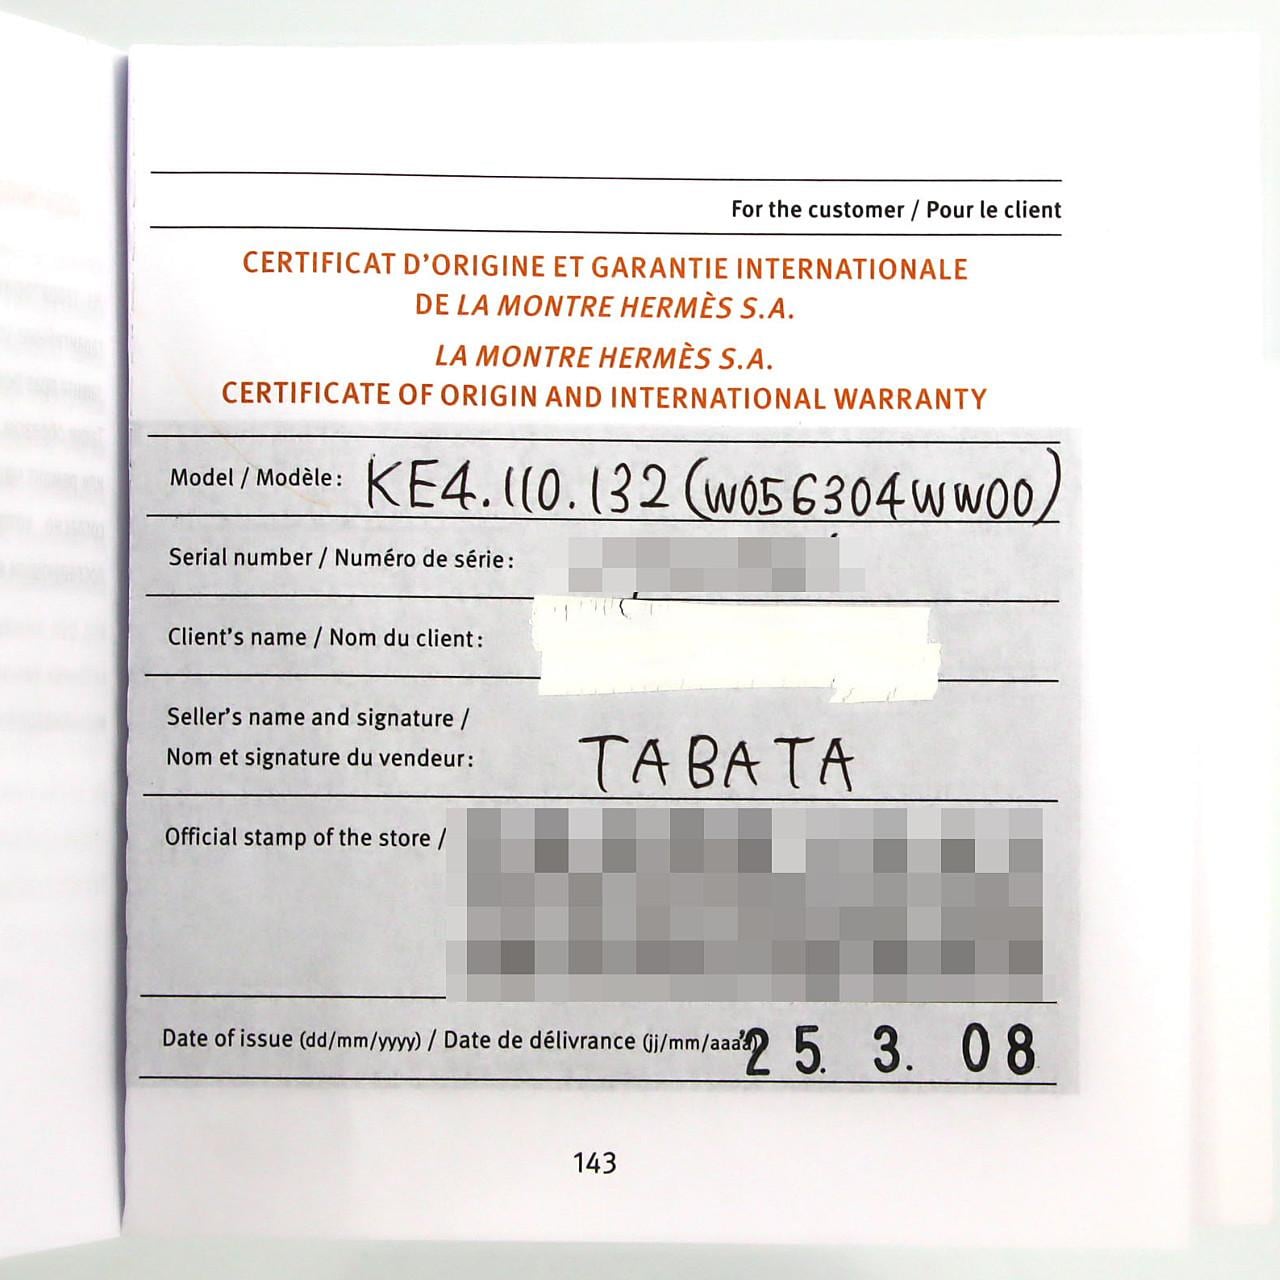 For the customer / Pour le client
CERTIFICAT D'ORIGINE ET GARANTIE INTERNATIONALE
DE LA MONTRE HERMÈS S.A.
LA MONTRE HERMÈS S.A.
CERTIFICATE OF ORIGIN AND INTERNATIONAL WARRANTY
Model / Modèle: KE4.110.132 (W056304WW00)
Serial number / Numéro de série:
Client's name / Nom du client:
Seller's name and signature /
Nom et signature du vendeur: TABATA
Official stamp of the store /
Date of issue (dd/mm/yyyy) / Date de délivrance (jj/mm/aaaa) '25. 3. 08
143